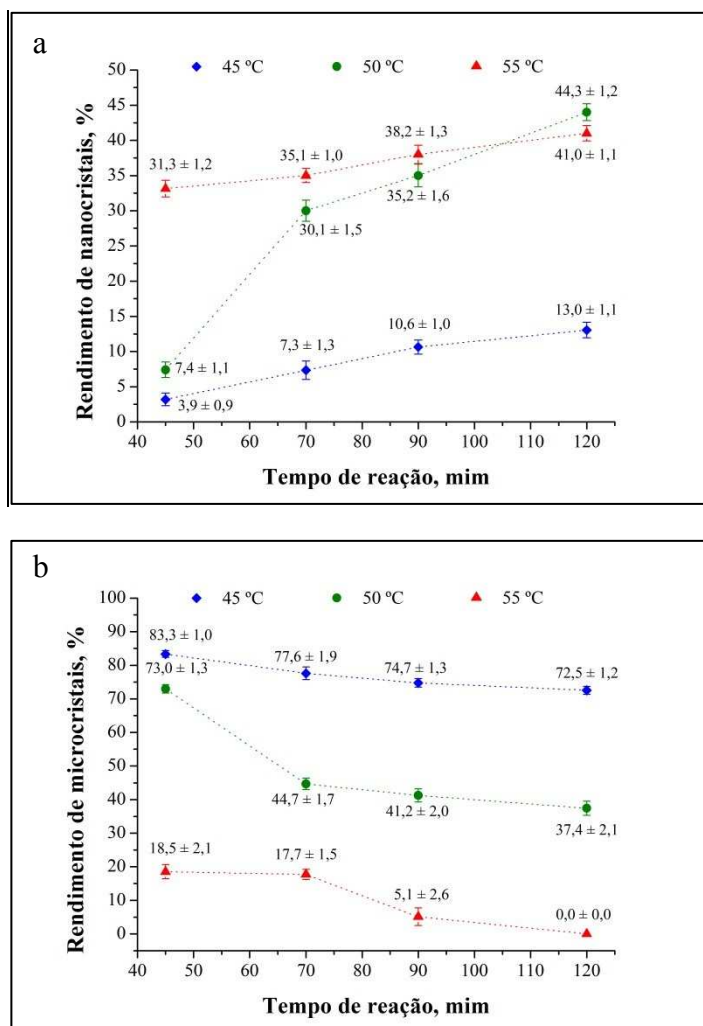 a
45 ºC 50 ºC 55 ºC
Rendimento de nanocristais, %
50
45
40
35
30
25
20
15
10
5
0
31,3 ± 1,2
35,1 ± 1,0
38,2 ± 1,3
44,3 ± 1,2
41,0 ± 1,1
35,2 ± 1,6
30,1 ± 1,5
13,0 ± 1,1
10,6 ± 1,0
7,3 ± 1,3
7,4 ± 1,1
3,9 ± 0,9
40 50 60 70 80 90 100 110 120
Tempo de reação, mim
b
45 ºC 50 ºC 55 ºC
Rendimento de microcristais, %
100
90
80
70
60
50
40
30
20
10
0
83,3 ± 1,0
77,6 ± 1,9
74,7 ± 1,3
72,5 ± 1,2
73,0 ± 1,3
44,7 ± 1,7
41,2 ± 2,0
37,4 ± 2,1
18,5 ± 2,1
17,7 ± 1,5
5,1 ± 2,6
0,0 ± 0,0
40 50 60 70 80 90 100 110 120
Tempo de reação, mim